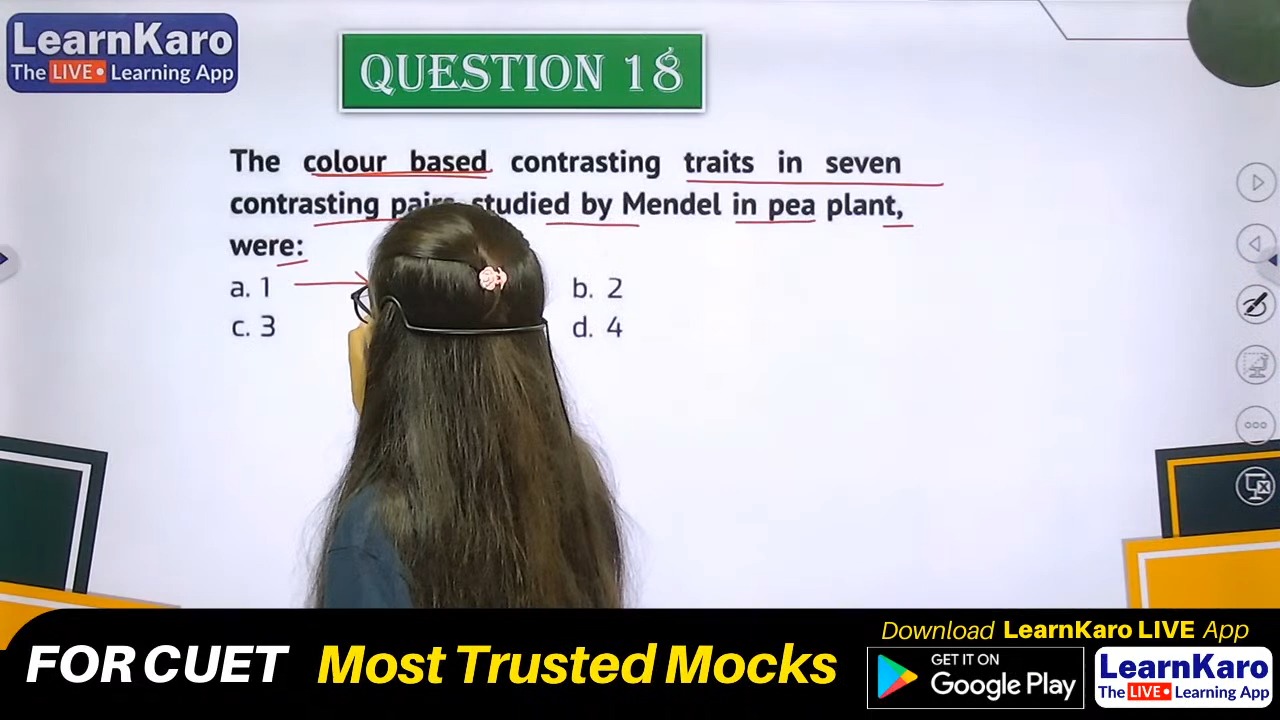 LearnKaro
The LIVE Learning App
QUESTION 18
The colour based contrasting traits in seven
contrasting pairs studied by Mendel in pea plant,
were:
a. 1 b. 2
c. 3 d. 4
FOR CUET Most Trusted Mocks
Download LearnKaro LIVE App
GET IT ON
Google Play
LearnKaro
The LIVE Learning App